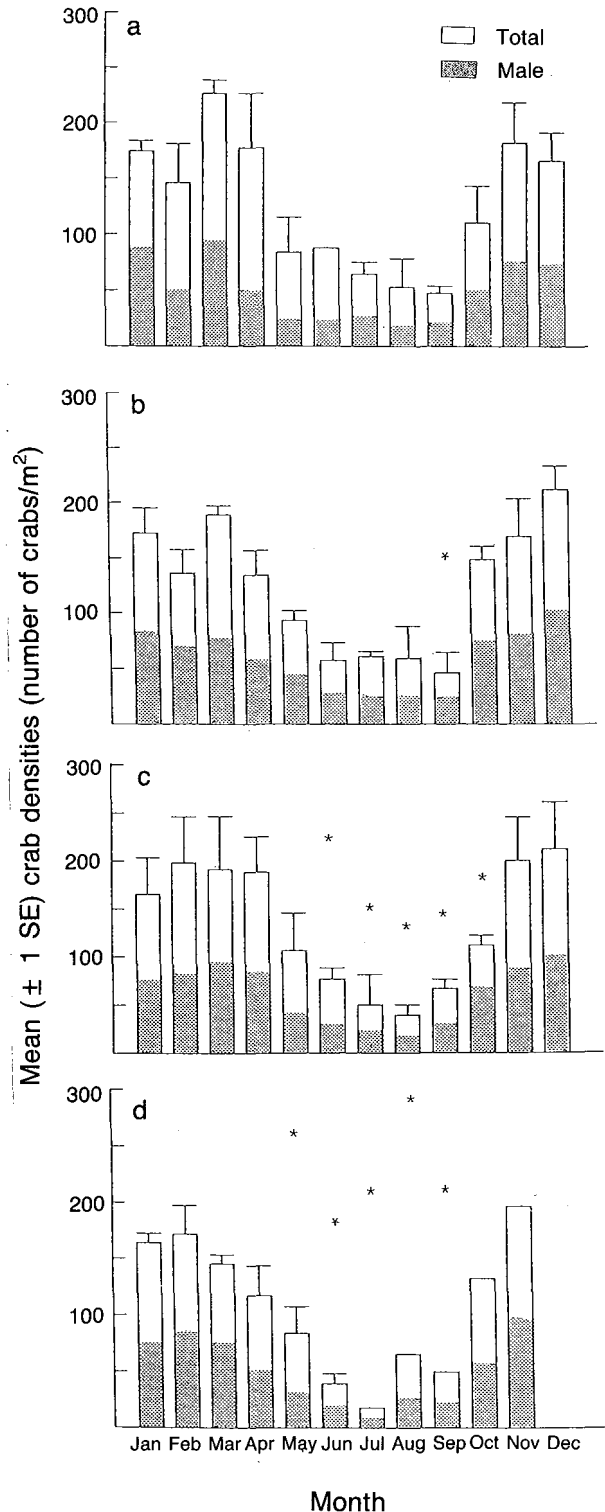 300
a
Total
Male
200
100
300
b
200
*
100
Mean (± 1 SE) crab densities (number of crabs/m²)
300
c
*
*
*
*
*
200
100
300
d
*
*
*
*
*
200
100
Jan Feb Mar Apr May Jun Jul Aug Sep Oct Nov Dec
Month